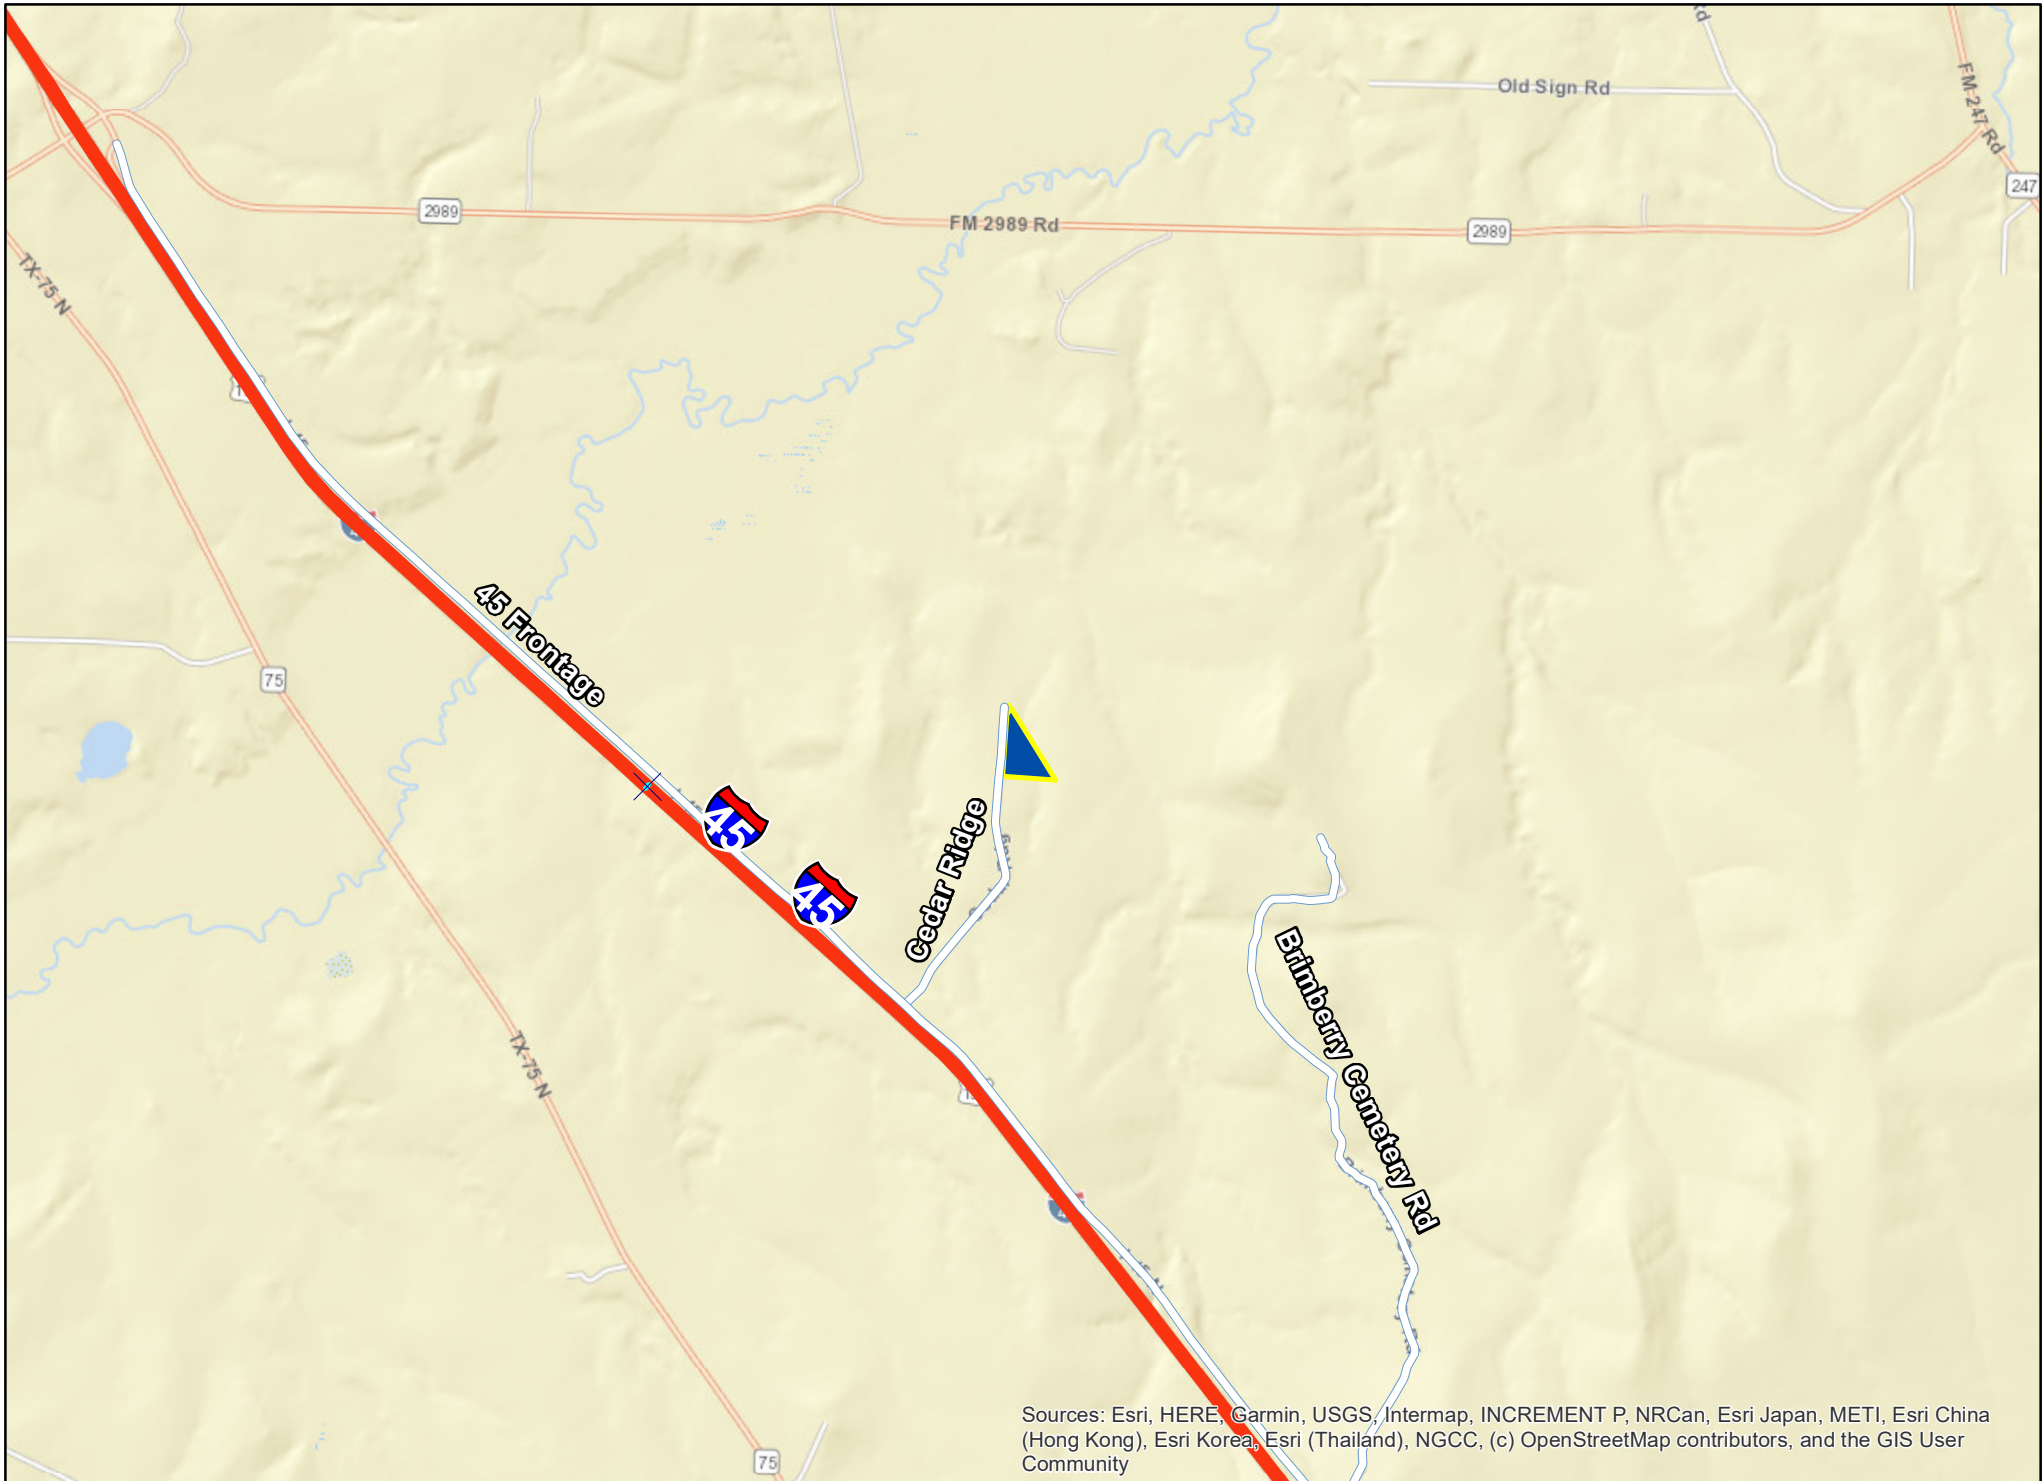 Old Sign Rd
FM 247 Rd
247
2989
FM 2989 Rd
2989
TX-75 N
45 Frontage
75
45
45
Cedar Ridge
Brimberry Cemetery Rd
TX-75 N
75
Sources: Esri, HERE, Garmin, USGS, Intermap, INCREMENT P, NRCan, Esri Japan, METI, Esri China
(Hong Kong), Esri Korea, Esri (Thailand), NGCC, (c) OpenStreetMap contributors, and the GIS User
Community